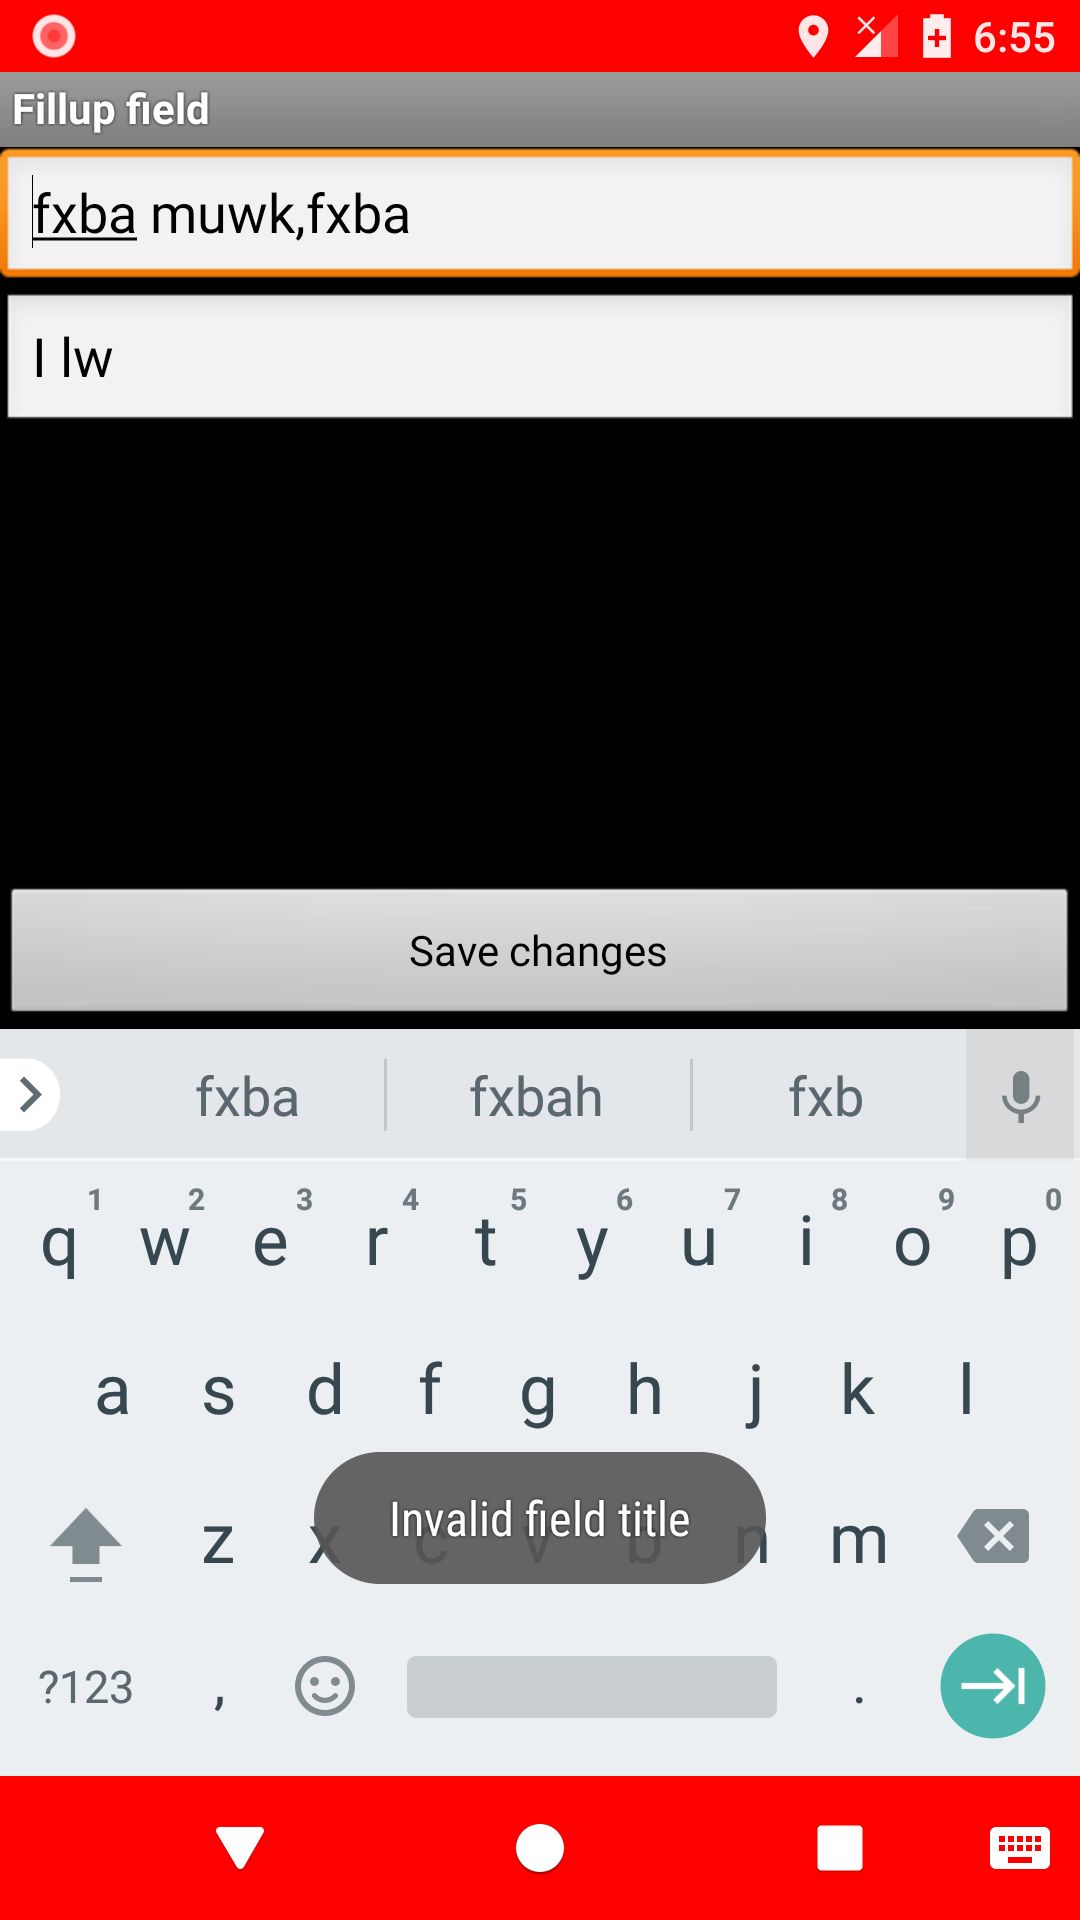 6:55
Fillup field
fxba muwk,fxba
I lw
Save changes
fxba fxbah fxb
1 2 3 4 5 6 7 8 9 0
q w e r t y u i o p
a s d f g h j k l
z x c v b n m
Invalid field title
?123 , .